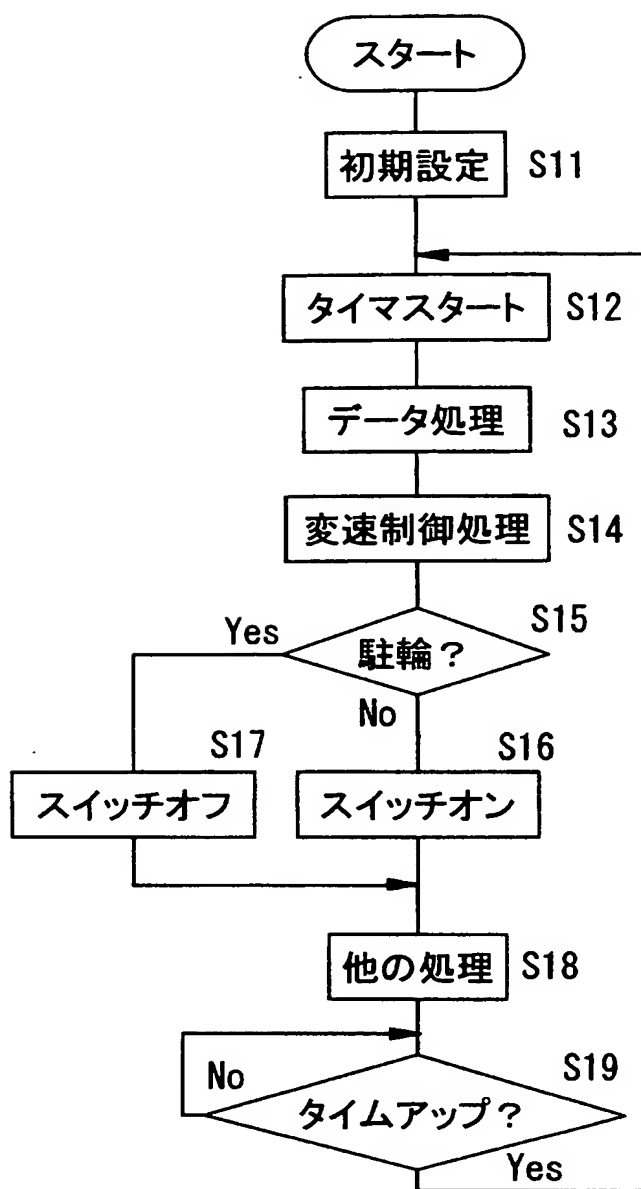 スタート
初期設定 S11
タイマスタート S12
データ処理 S13
変速制御処理 S14
S15
Yes 駐輪？
No
S17 S16
スイッチオフ スイッチオン
他の処理 S18
S19
No タイムアップ？
Yes